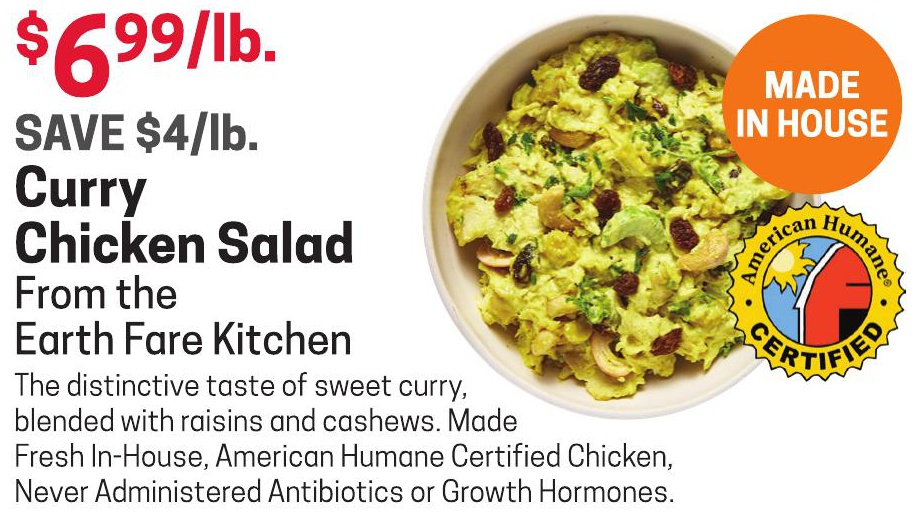 $6.99/lb.
SAVE $4/lb.
Curry
Chicken Salad
From the
Earth Fare Kitchen
The distinctive taste of sweet curry,
blended with raisins and cashews. Made
Fresh In-House, American Humane Certified Chicken,
Never Administered Antibiotics or Growth Hormones.
MADE
IN HOUSE
American Humane®
CERTIFIED